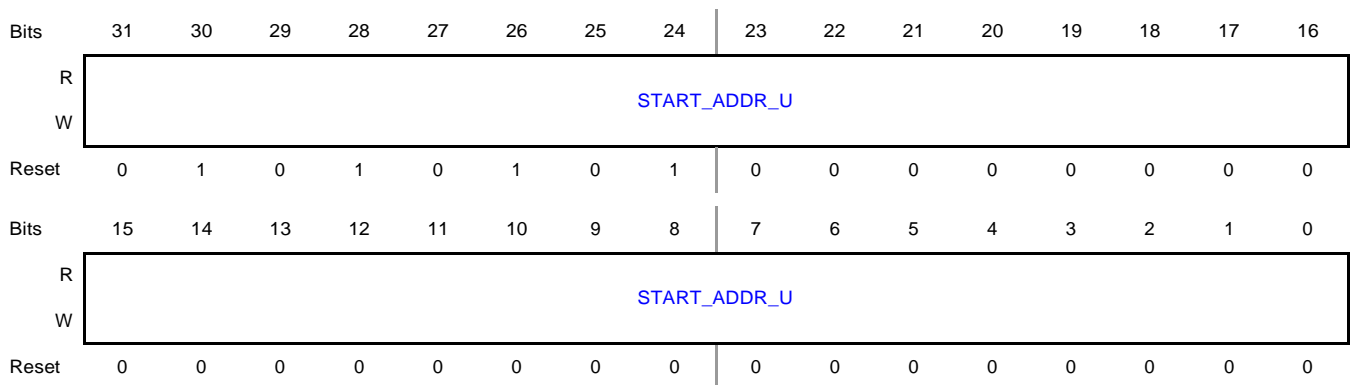 Bits 31 30 29 28 27 26 25 24 23 22 21 20 19 18 17 16
R
START_ADDR_U
W
Reset 0 1 0 1 0 1 0 1 0 0 0 0 0 0 0 0
Bits 15 14 13 12 11 10 9 8 7 6 5 4 3 2 1 0
R
START_ADDR_U
W
Reset 0 0 0 0 0 0 0 0 0 0 0 0 0 0 0 0